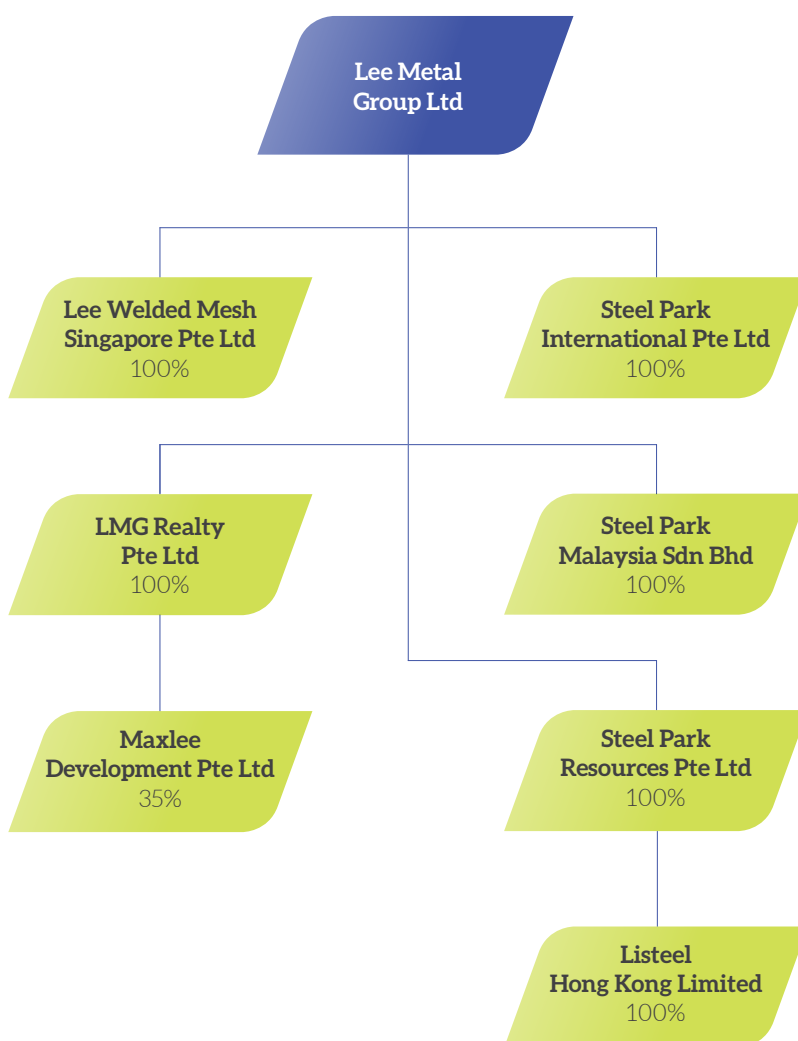 Lee Metal
Group Ltd
Lee Welded Mesh
Singapore Pte Ltd
100%
Steel Park
International Pte Ltd
100%
LMG Realty
Pte Ltd
100%
Steel Park
Malaysia Sdn Bhd
100%
Maxlee
Development Pte Ltd
35%
Steel Park
Resources Pte Ltd
100%
Listeel
Hong Kong Limited
100%